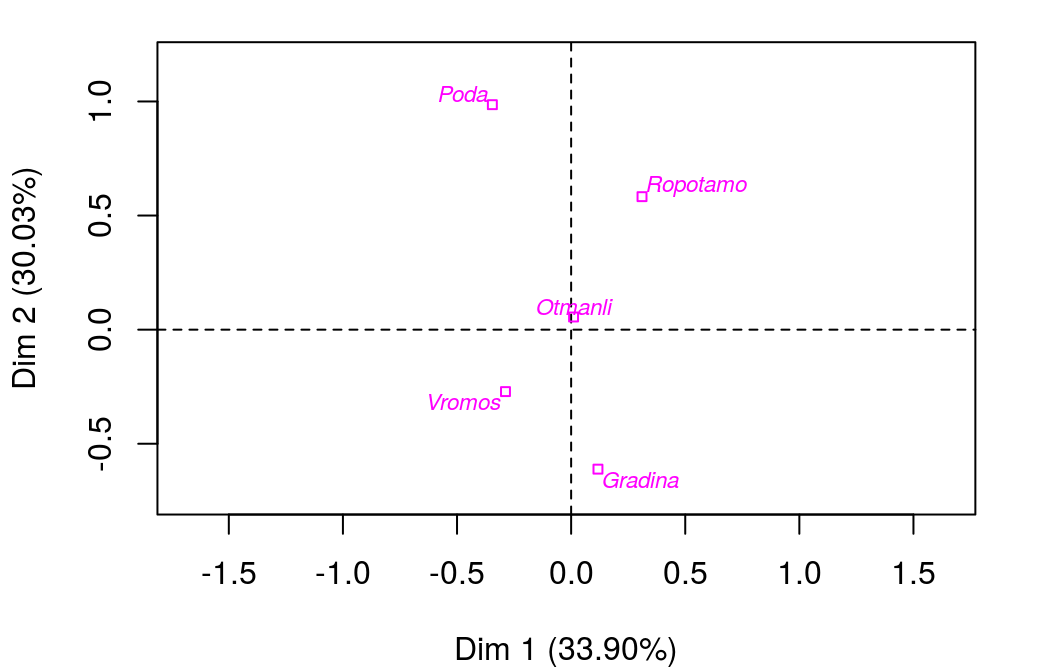 Poda
Ropotamo
Otmanli
Vromos
Gradina
1.0
0.5
0.0
-0.5
Dim 2 (30.03%)
-1.5 -1.0 -0.5 0.0 0.5 1.0 1.5
Dim 1 (33.90%)